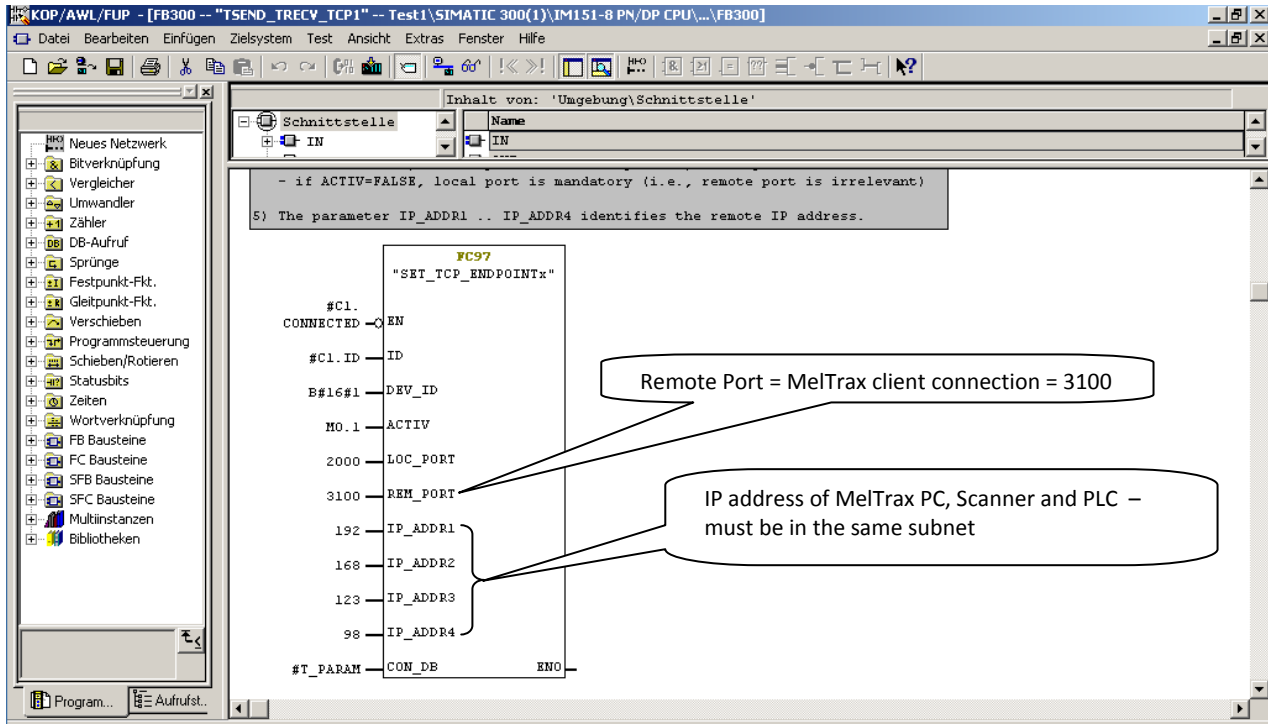 KOP/AWL/FUP - [FB300 -- "TSEND_TRECV_TCP1" -- Test1\SIMATIC 300(1)\IM151-8 PN/DP CPU\...\FB300]
Datei Bearbeiten Einfügen Zielsystem Test Ansicht Extras Fenster Hilfe
Inhalt von: 'Umgebung\Schnittstelle'
Schnittstelle
IN
Name
IN
Neues Netzwerk
Bitverknüpfung
Vergleicher
Umwandler
Zähler
DB-Aufruf
Sprünge
Festpunkt-Fkt.
Gleitpunkt-Fkt.
Verschieben
Programmsteuerung
Schieben/Rotieren
Statusbits
Zeiten
Wortverknüpfung
FB Bausteine
FC Bausteine
SFB Bausteine
SFC Bausteine
Multiinstanzen
Bibliotheken
Program...
Aufrufst..
- if ACTIV=FALSE, local port is mandatory (i.e., remote port is irrelevant)
5) The parameter IP_ADDR1 .. IP_ADDR4 identifies the remote IP address.
FC97
"SET_TCP_ENDPOINTx"
#C1.
CONNECTED EN
#C1.ID ID
B#16#1 DEV_ID
M0.1 ACTIV
2000 LOC_PORT
3100 REM_PORT
192 IP_ADDR1
168 IP_ADDR2
123 IP_ADDR3
98 IP_ADDR4
#T_PARAM CON_DB ENO
Remote Port = MelTrax client connection = 3100
IP address of MelTrax PC, Scanner and PLC –
must be in the same subnet